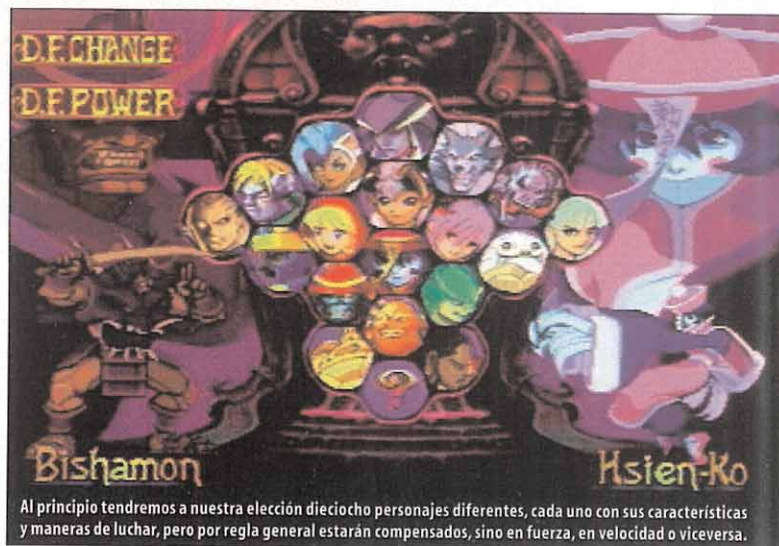 D.F.CHANGE
D.F.POWER
Bishamon
Hsien-Ko
Al principio tendremos a nuestra elección dieciocho personajes diferentes, cada uno con sus características
y maneras de luchar, pero por regla general estarán compensados, sino en fuerza, en velocidad o viceversa.